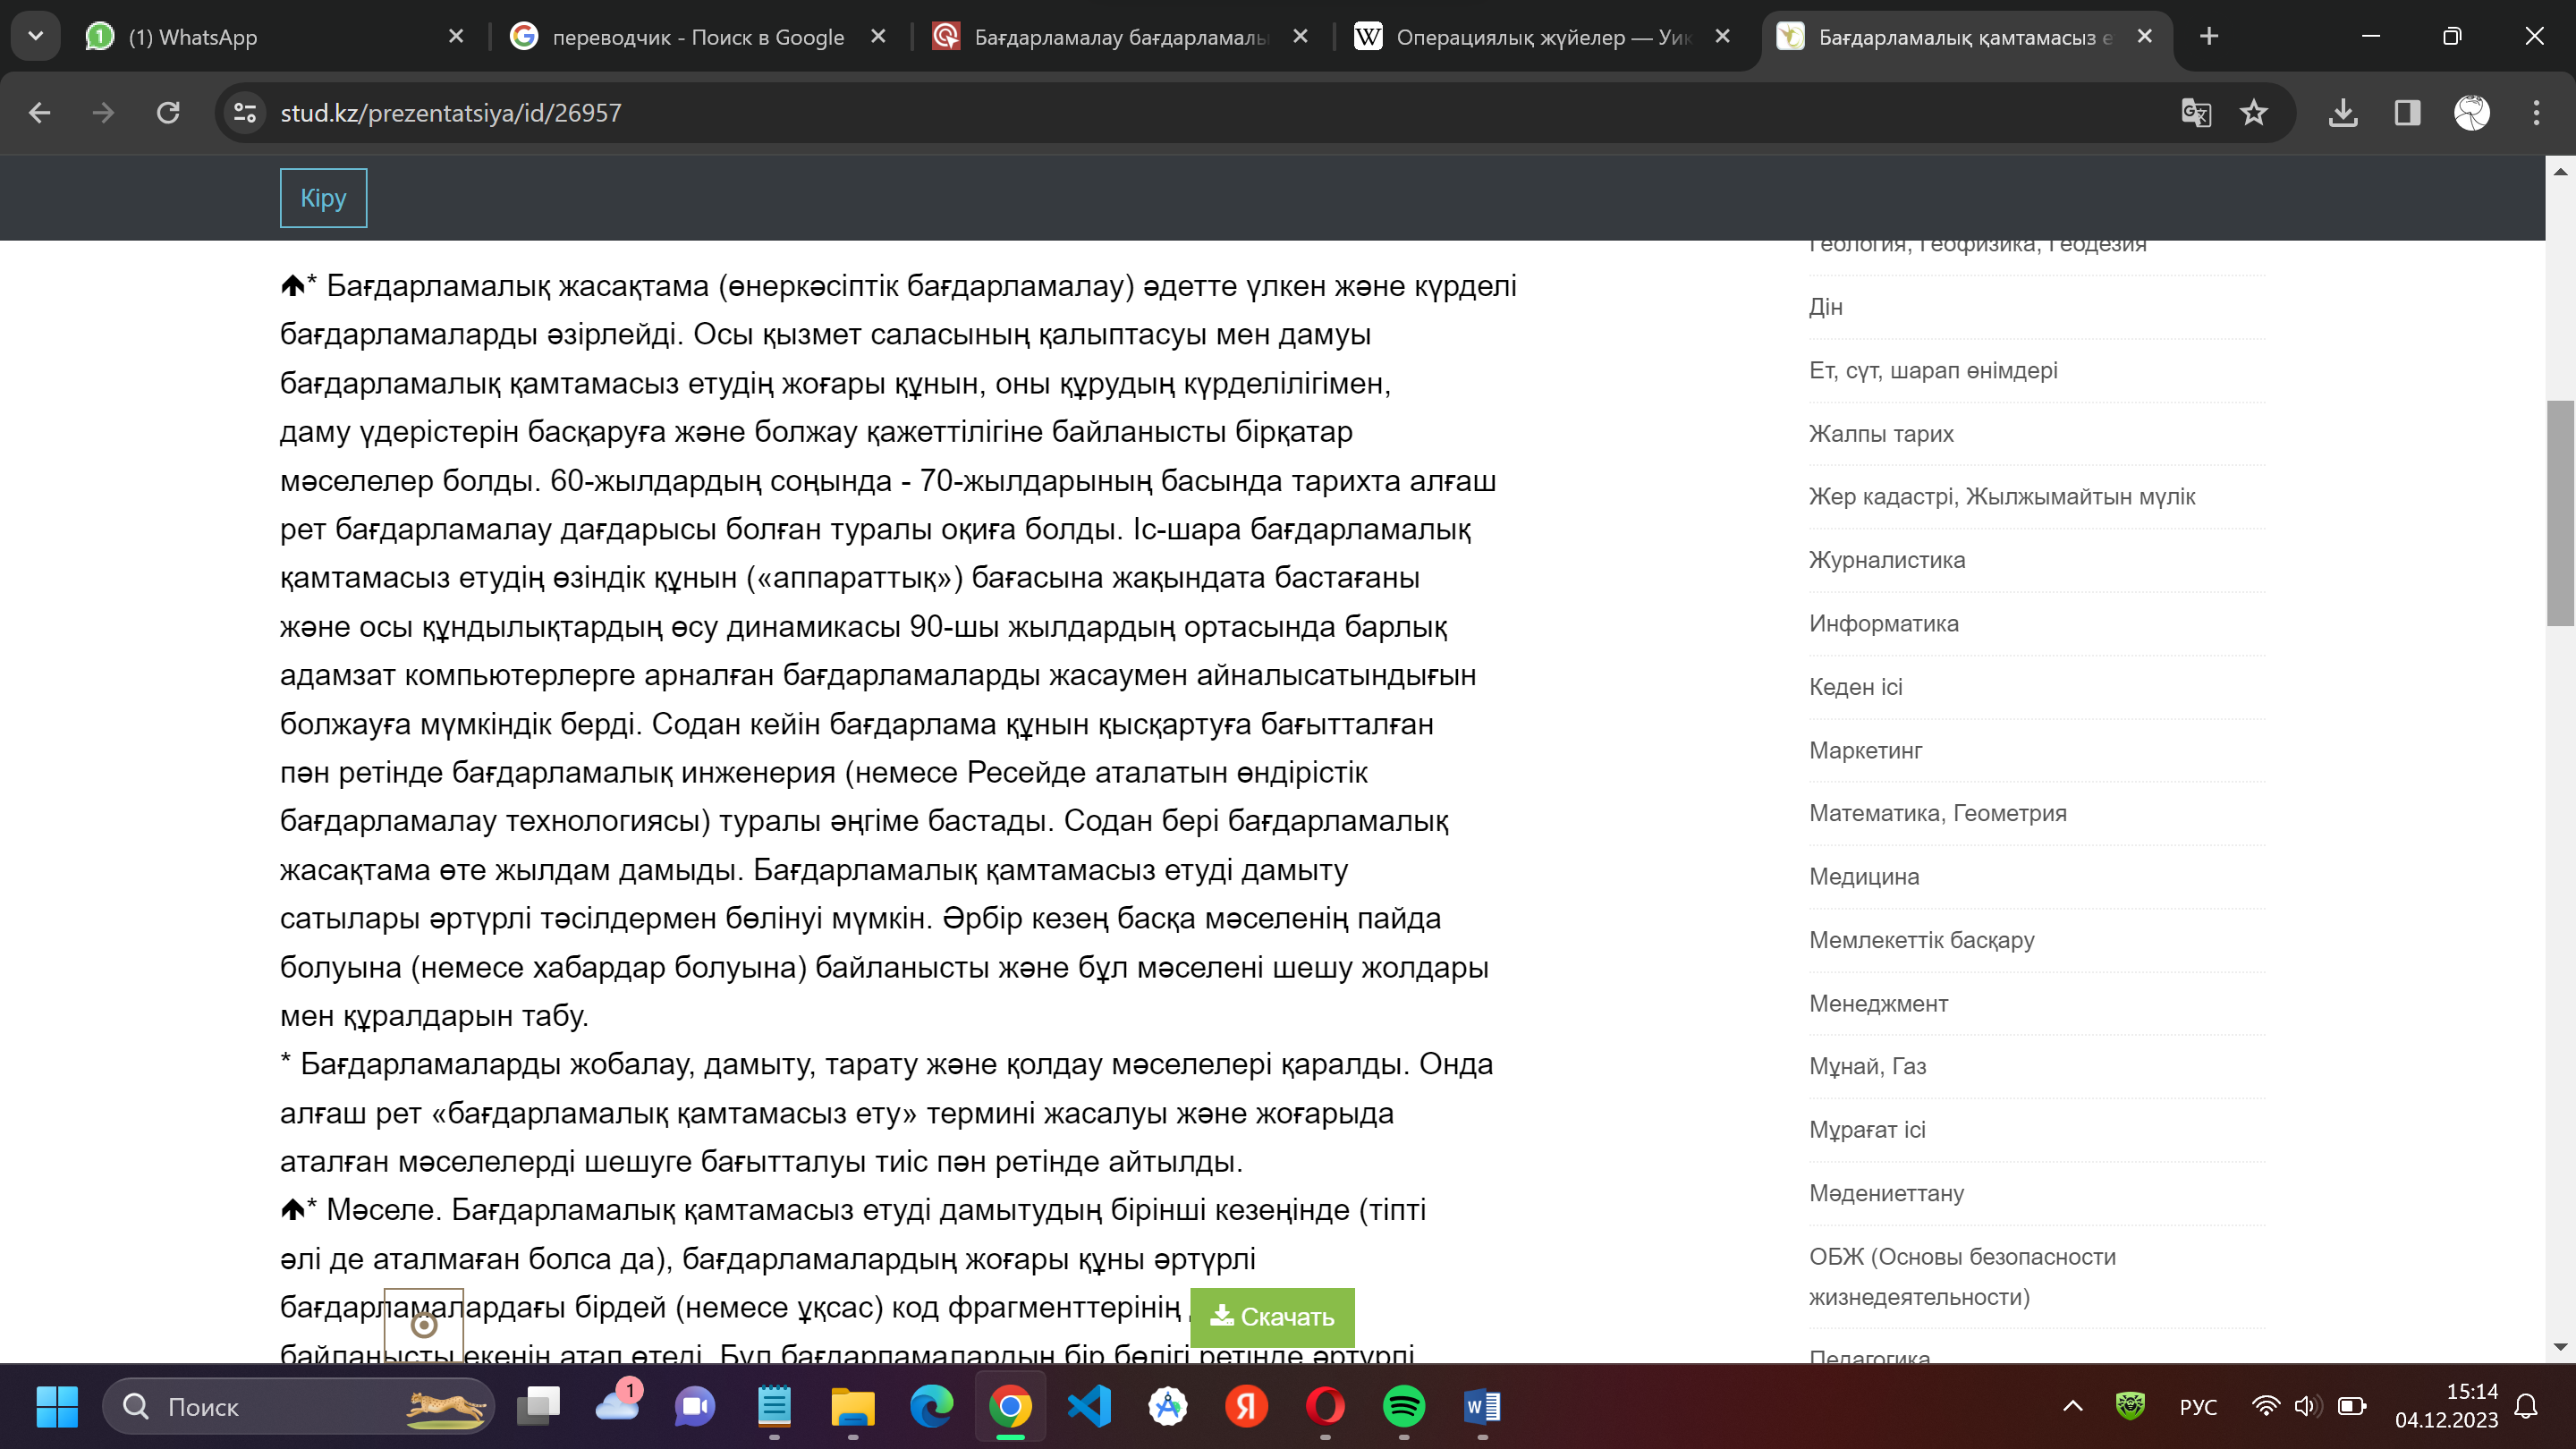 (1) WhatsApp
переводчик - Поиск в Google
Бағдарламалау бағдарламалы
Операциялық жүйелер — Уик
Бағдарламалық қамтамасыз е
stud.kz/prezentatsiya/id/26957
Кіру
* Бағдарламалық жасақтама (өнеркәсіптік бағдарламалау) әдетте үлкен және күрделі
бағдарламаларды әзірлейді. Осы қызмет саласының қалыптасуы мен дамуы
бағдарламалық қамтамасыз етудің жоғары құнын, оны құрудың күрделілігімен,
даму үдерістерін басқаруға және болжау қажеттілігіне байланысты бірқатар
мәселелер болды. 60-жылдардың соңында - 70-жылдарының басында тарихта алғаш
рет бағдарламалау дағдарысы болған туралы оқиға болды. Іс-шара бағдарламалық
қамтамасыз етудің өзіндік құнын («аппараттық») бағасына жақындата бастағаны
және осы құндылықтардың өсу динамикасы 90-шы жылдардың ортасында барлық
адамзат компьютерлерге арналған бағдарламаларды жасаумен айналысатындығын
болжауға мүмкіндік берді. Содан кейін бағдарлама құнын қысқартуға бағытталған
пән ретінде бағдарламалық инженерия (немесе Ресейде аталатын өндірістік
бағдарламалау технологиясы) туралы әңгіме бастады. Содан бері бағдарламалық
жасақтама өте жылдам дамыды. Бағдарламалық қамтамасыз етуді дамыту
сатылары әртүрлі тәсілдермен бөлінуі мүмкін. Әрбір кезең басқа мәселенің пайда
болуына (немесе хабардар болуына) байланысты және бұл мәселені шешу жолдары
мен құралдарын табу.
* Бағдарламаларды жобалау, дамыту, тарату және қолдау мәселелері қаралды. Онда
алғаш рет «бағдарламалық қамтамасыз ету» термині жасалуы және жоғарыда
аталған мәселелерді шешуге бағытталуы тиіс пән ретінде айтылды.
* Мәселе. Бағдарламалық қамтамасыз етуді дамытудың бірінші кезеңінде (тіпті
әлі де аталмаған болса да), бағдарламалардың жоғары құны әртүрлі
бағдарламалардағы бірдей (немесе ұқсас) код фрагменттерінің
байланысты екенін атап өтеді. Бұл бағдарламалардың бір бөлігі ретінде әртүрлі
Скачать
Геология, Геофизика, Геодезия
Дін
Ет, сүт, шарап өнімдері
Жалпы тарих
Жер кадастрі, Жылжымайтын мүлік
Журналистика
Информатика
Кеден ісі
Маркетинг
Математика, Геометрия
Медицина
Мемлекеттік басқару
Менеджмент
Мұнай, Газ
Мұрағат ісі
Мәдениеттану
ОБЖ (Основы безопасности
жизнедеятельности)
Педагогика
Поиск
1
РУС
15:14
04.12.2023